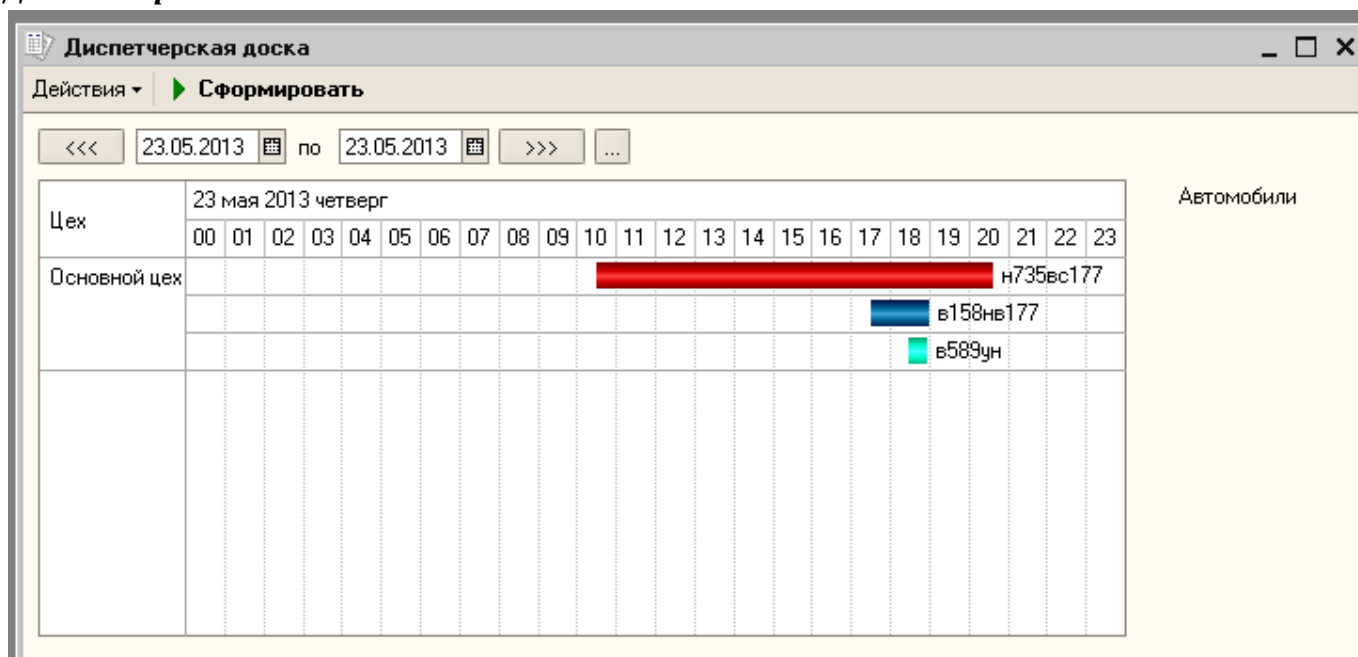 Диспетчерская доска
Действия Сформировать
<<< 23.05.2013 по 23.05.2013 >>> ...
Цех 23 мая 2013 четверг Автомобили
00 01 02 03 04 05 06 07 08 09 10 11 12 13 14 15 16 17 18 19 20 21 22 23
Основной цех н735вс177
в158нв177
в589ун